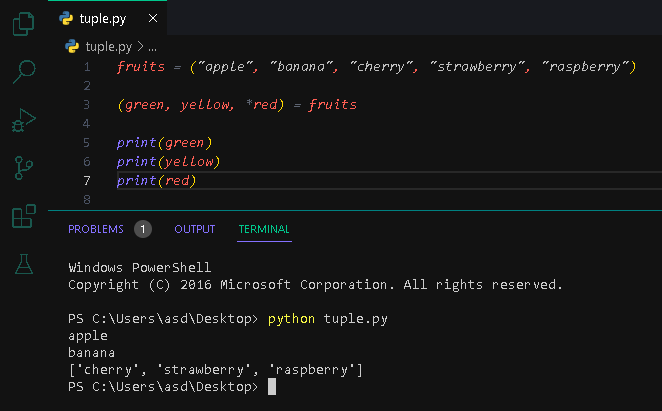 tuple.py
tuple.py > ...
1 fruits = ("apple", "banana", "cherry", "strawberry", "raspberry")
2
3 (green, yellow, *red) = fruits
4
5 print(green)
6 print(yellow)
7 print(red)
8
PROBLEMS 1 OUTPUT TERMINAL
Windows PowerShell
Copyright (C) 2016 Microsoft Corporation. All rights reserved.
PS C:\Users\asd\Desktop> python tuple.py
apple
banana
['cherry', 'strawberry', 'raspberry']
PS C:\Users\asd\Desktop>